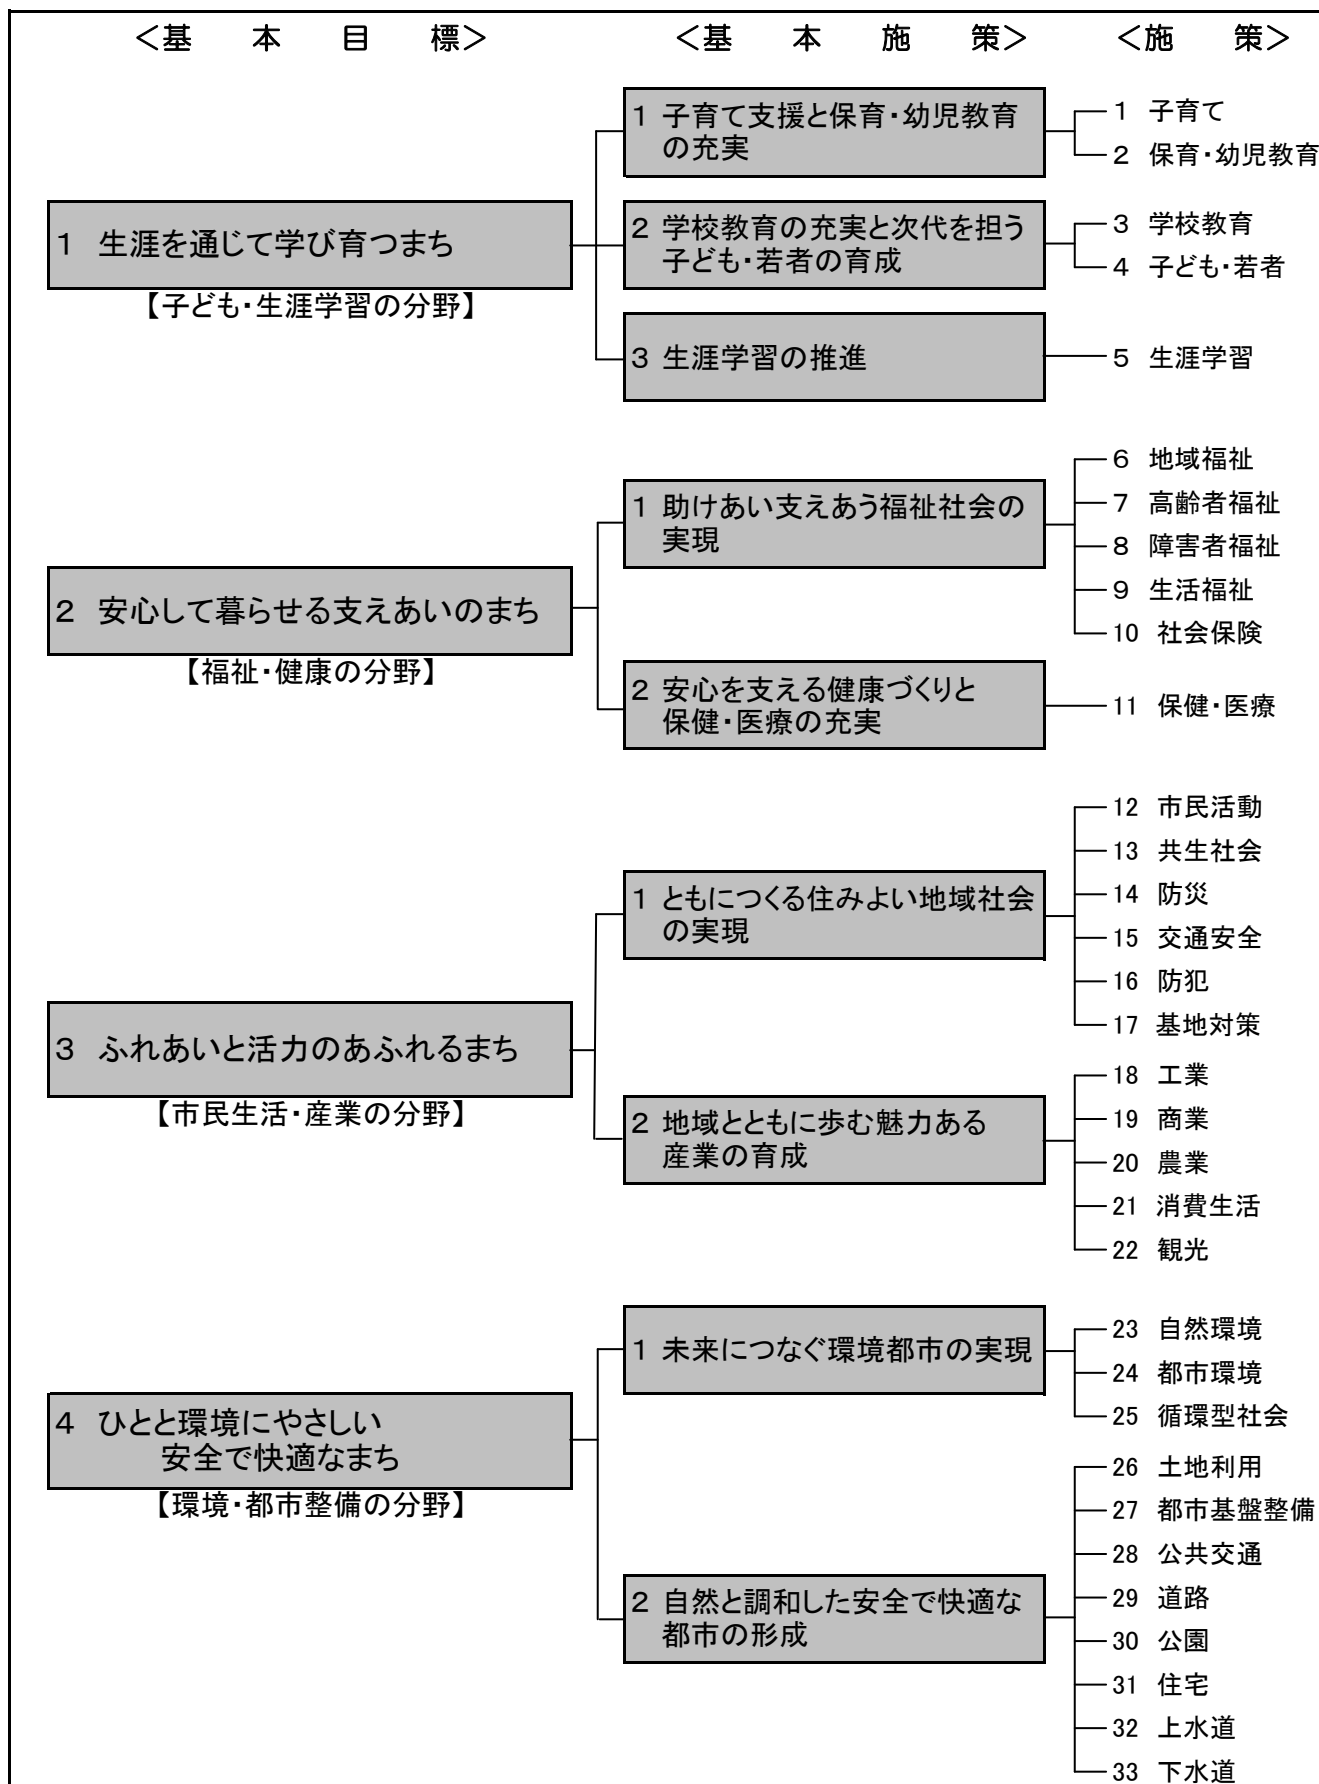 ＜基本目標＞ ＜基本施策＞ ＜施策＞
1 生涯を通じて学び育つまち
【子ども・生涯学習の分野】
1 子育て支援と保育・幼児教育
の充実
1 子育て
2 保育・幼児教育
2 学校教育の充実と次代を担う
子ども・若者の育成
3 学校教育
4 子ども・若者
3 生涯学習の推進
5 生涯学習
2 安心して暮らせる支えあいのまち
【福祉・健康の分野】
1 助けあい支えあう福祉社会の
実現
6 地域福祉
7 高齢者福祉
8 障害者福祉
9 生活福祉
10 社会保険
2 安心を支える健康づくりと
保健・医療の充実
11 保健・医療
3 ふれあいと活力のあふれるまち
【市民生活・産業の分野】
1 ともにつくる住みよい地域社会
の実現
12 市民活動
13 共生社会
14 防災
15 交通安全
16 防犯
17 基地対策
2 地域とともに歩む魅力ある
産業の育成
18 工業
19 商業
20 農業
21 消費生活
22 観光
4 ひとと環境にやさしい
安全で快適なまち
【環境・都市整備の分野】
1 未来につなぐ環境都市の実現
23 自然環境
24 都市環境
25 循環型社会
2 自然と調和した安全で快適な
都市の形成
26 土地利用
27 都市基盤整備
28 公共交通
29 道路
30 公園
31 住宅
32 上水道
33 下水道